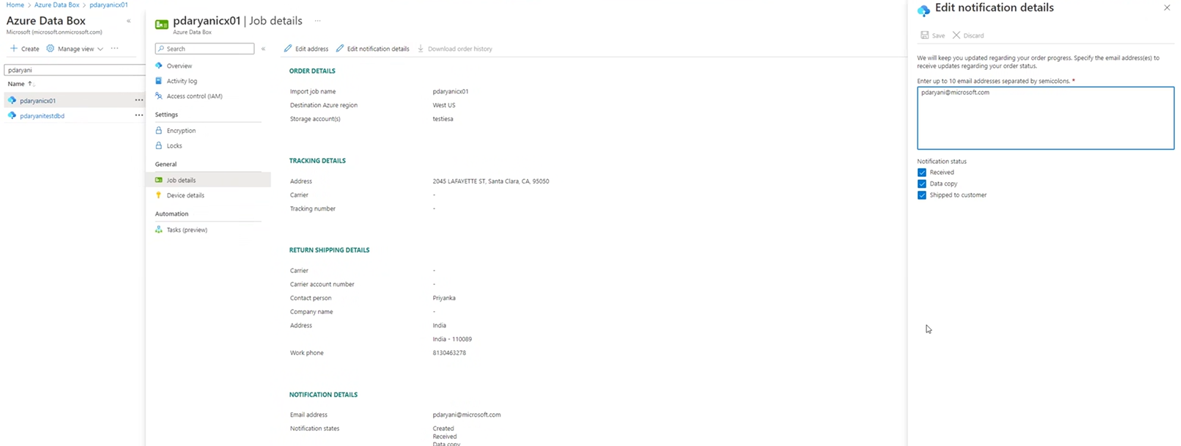 Home > Azure Data Box > pdaryanicx01
Azure Data Box
Microsoft (microsoft.onmicrosoft.com)
Create Manage view
pdaryani
Name ↑
pdaryanicx01
pdaryanitestdbd
pdaryanicx01 | Job details
Azure Data Box
Search
Overview
Activity log
Access control (IAM)
Settings
Encryption
Locks
General
Job details
Device details
Automation
Tasks (preview)
Edit address Edit notification details Download order history
ORDER DETAILS
Import job name pdaryanicx01
Destination Azure region West US
Storage account(s) testiesa
TRACKING DETAILS
Address 2045 LAFAYETTE ST, Santa Clara, CA, 95050
Carrier -
Tracking number -
RETURN SHIPPING DETAILS
Carrier -
Carrier account number -
Contact person Priyanka
Company name -
Address India
India - 110089
Work phone 8130463278
NOTIFICATION DETAILS
Email address pdaryani@microsoft.com
Notification states Created
Received
Data copy
Edit notification details
Save Discard
We will keep you updated regarding your order progress. Specify the email address(es) to
receive updates regarding your order status.
Enter up to 10 email addresses separated by semicolons. *
pdaryani@microsoft.com
Notification status
Received
Data copy
Shipped to customer